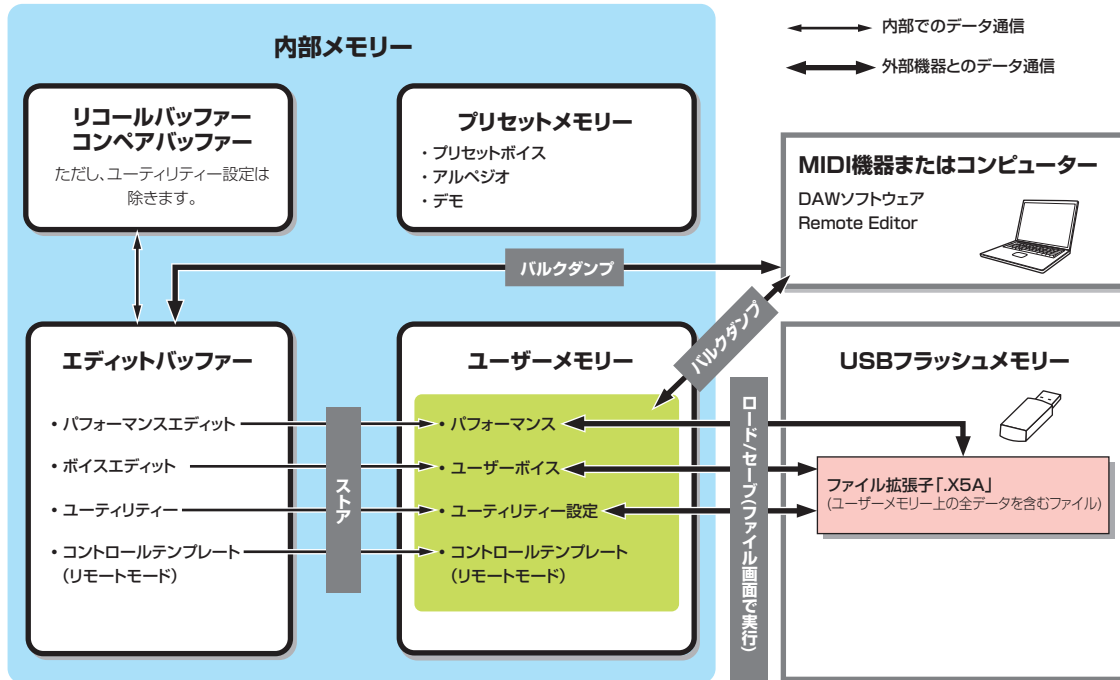 内部メモリー
内部でのデータ通信
外部機器とのデータ通信
リコールバッファー
コンペアバッファー
ただし、ユーティリティー設定は
除きます。
プリセットメモリー
・プリセットボイス
・アルペジオ
・デモ
MIDI機器またはコンピューター
DAWソフトウェア
Remote Editor
バルクダンプ
バルクダンプ
エディットバッファー
・パフォーマンスエディット
・ボイスエディット
・ユーティリティー
・コントロールテンプレート
(リモートモード)
ストア
ユーザーメモリー
・パフォーマンス
・ユーザーボイス
・ユーティリティー設定
・コントロールテンプレート
(リモートモード)
ロード/セーブ(ファイル画面で実行)
USBフラッシュメモリー
ファイル拡張子「.X5A」
(ユーザーメモリー上の全データを含むファイル)